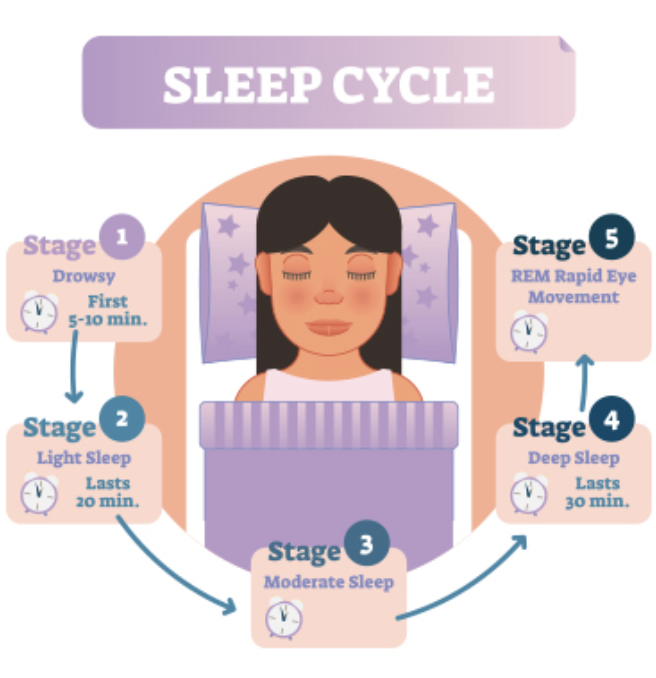 SLEEP CYCLE
Stage 1
Drowsy
First
5-10 min.
Stage 2
Light Sleep
Lasts
20 min.
Stage 3
Moderate Sleep
Stage 4
Deep Sleep
Lasts
30 min.
Stage 5
REM Rapid Eye
Movement